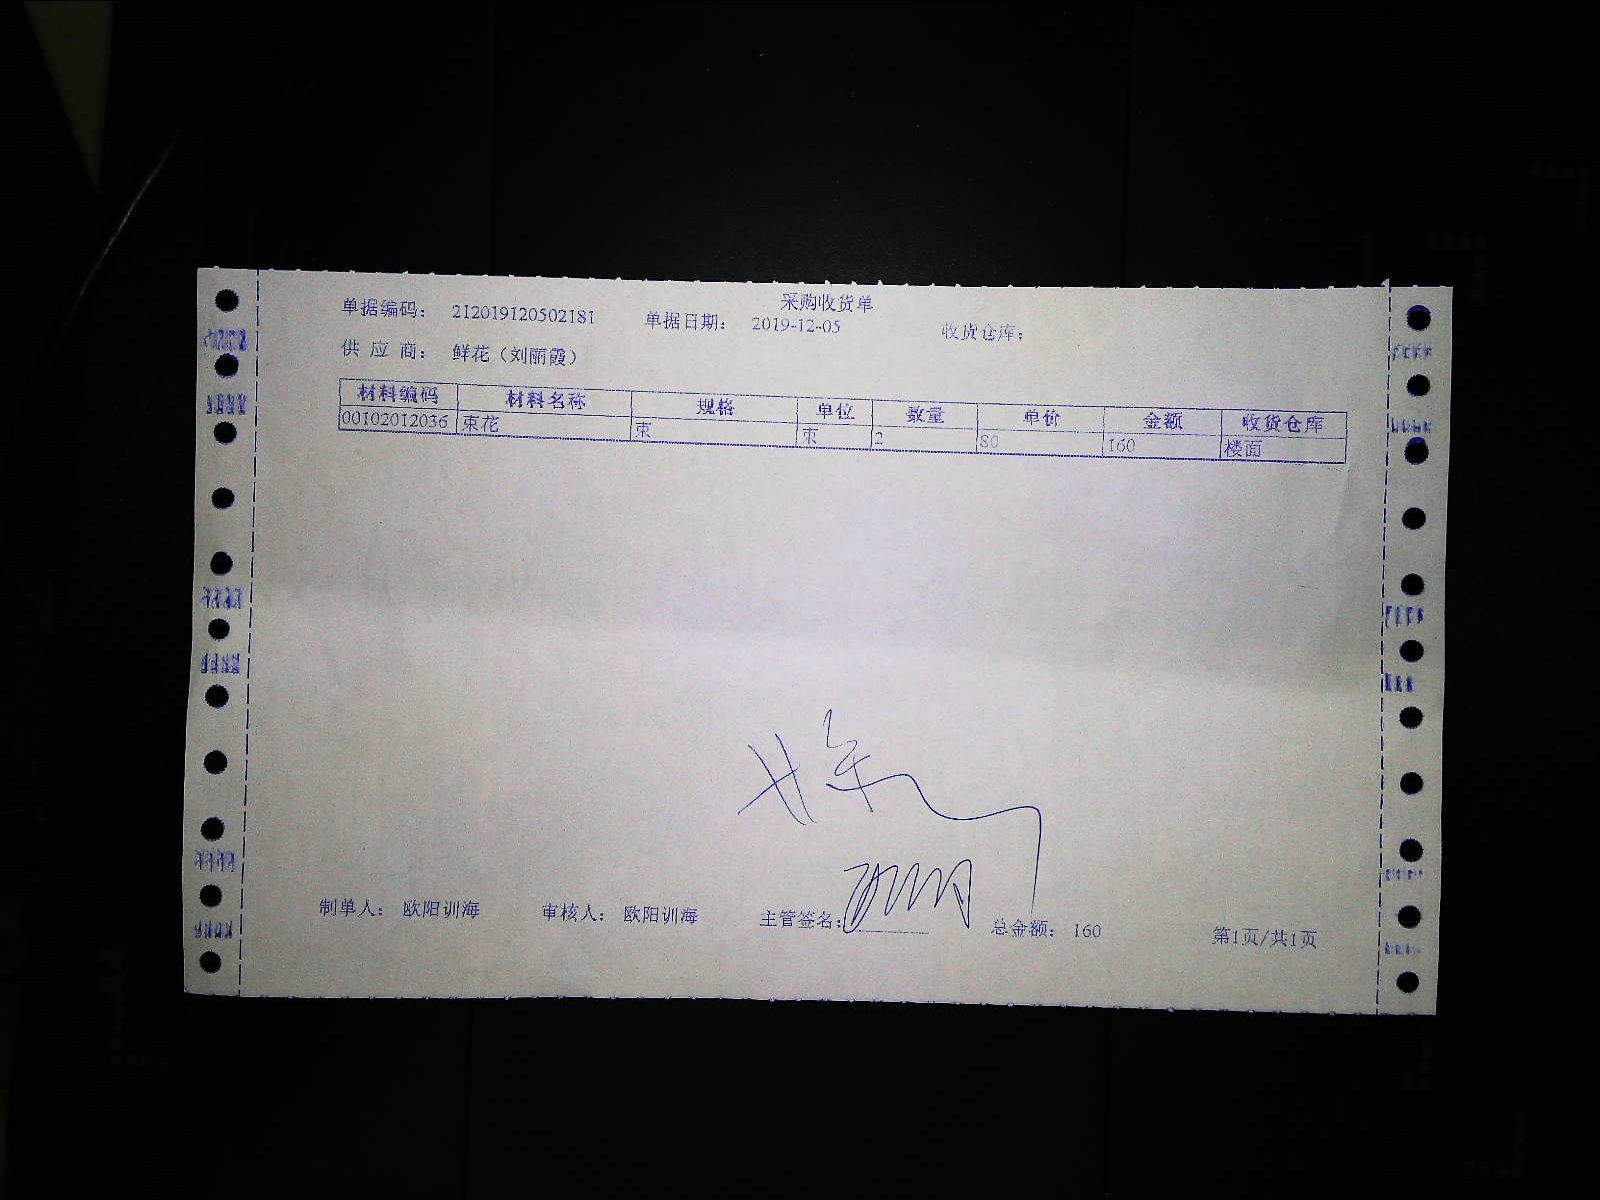 采购收货单
单据编码： 212019120502181 单据日期： 2019-12-05 收货仓库：
供 应 商： 鲜花（刘丽霞）
材料编码 材料名称 规格 单位 数量 单价 金额 收货仓库
00102012036 束花 束 束 2 80 160 楼面
制单人： 欧阳训海 审核人： 欧阳训海 主管签名： 总金额： 160 第1页/共1页